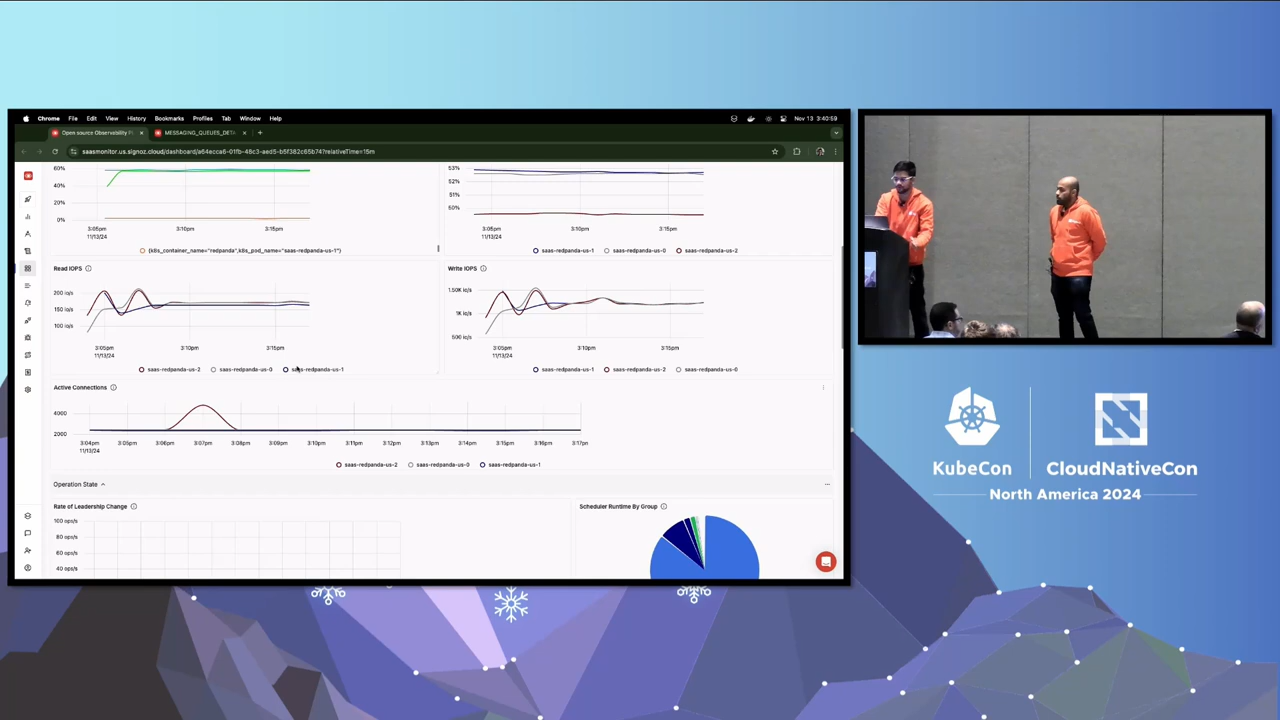 Chrome File Edit View History Bookmarks Profiles Tab Window Help Nov 13 3:40:59
Open source Observability Pl MESSAGING_QUEUES_DETA
saasmonitor.us.signoz.cloud/dashboard/a64ecca6-01fb-48c3-aed5-b5f382c65b74?relativeTime=15m
60%
40%
20%
0%
3:05pm 3:10pm 3:15pm
11/13/24
{k8s_container_name="redpanda",k8s_pod_name="saas-redpanda-us-1"}
53%
52%
51%
50%
3:05pm 3:10pm 3:15pm
11/13/24
saas-redpanda-us-1 saas-redpanda-us-0 saas-redpanda-us-2
Read IOPS
200 io/s
150 io/s
100 io/s
3:05pm 3:10pm 3:15pm
11/13/24
saas-redpanda-us-2 saas-redpanda-us-0 saas-redpanda-us-1
Write IOPS
1.50K io/s
1K io/s
500 io/s
3:05pm 3:10pm 3:15pm
11/13/24
saas-redpanda-us-1 saas-redpanda-us-2 saas-redpanda-us-0
Active Connections
4000
2000
3:04pm 3:05pm 3:06pm 3:07pm 3:08pm 3:09pm 3:10pm 3:11pm 3:12pm 3:13pm 3:14pm 3:15pm 3:16pm 3:17pm
11/13/24
saas-redpanda-us-2 saas-redpanda-us-0 saas-redpanda-us-1
Operation State
Rate of Leadership Change
100 ops/s
80 ops/s
60 ops/s
40 ops/s
Scheduler Runtime By Group
KubeCon
CloudNativeCon
North America 2024